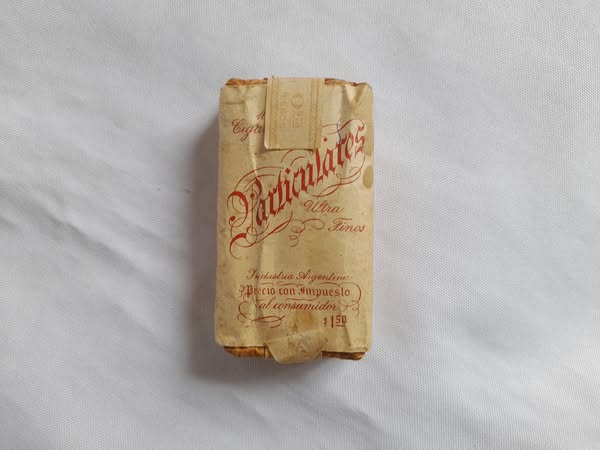 Particulares
Ultra
Finos
Industria Argentina
Precio con Impuesto
al consumidor
$ 1.50